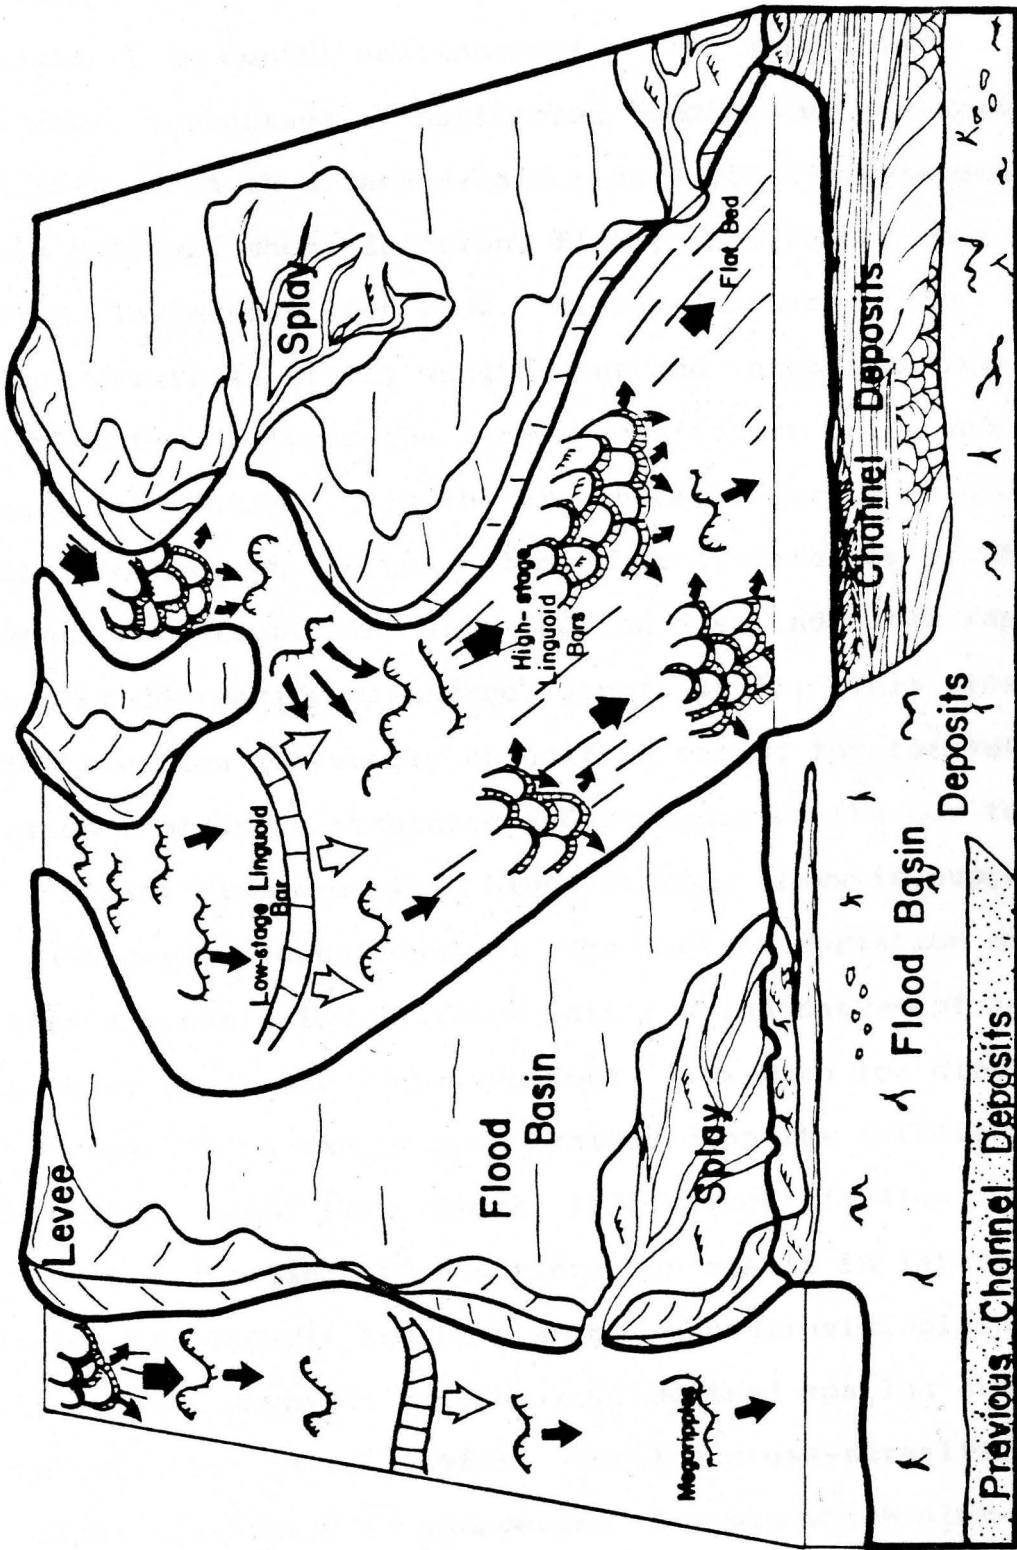 Levee
Splay
Low-stage Linguoid
Bar
High-stage
Linguoid
Bars
Flat Bed
Flood
Basin
Splay
Megaripples
Channel Deposits
Flood Basin
Deposits
Previous Channel Deposits